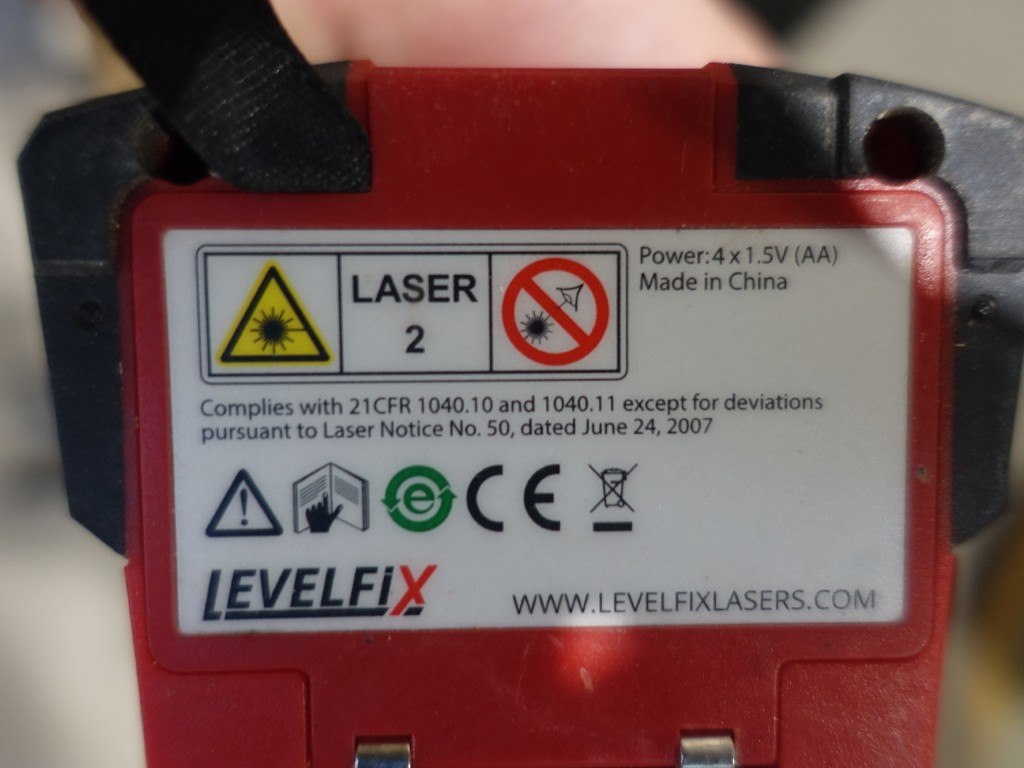 LASER
2
Power: 4 x 1.5V (AA)
Made in China
Complies with 21CFR 1040.10 and 1040.11 except for deviations
pursuant to Laser Notice No. 50, dated June 24, 2007
e CE
LEVELFiX
WWW.LEVELFIXLASERS.COM